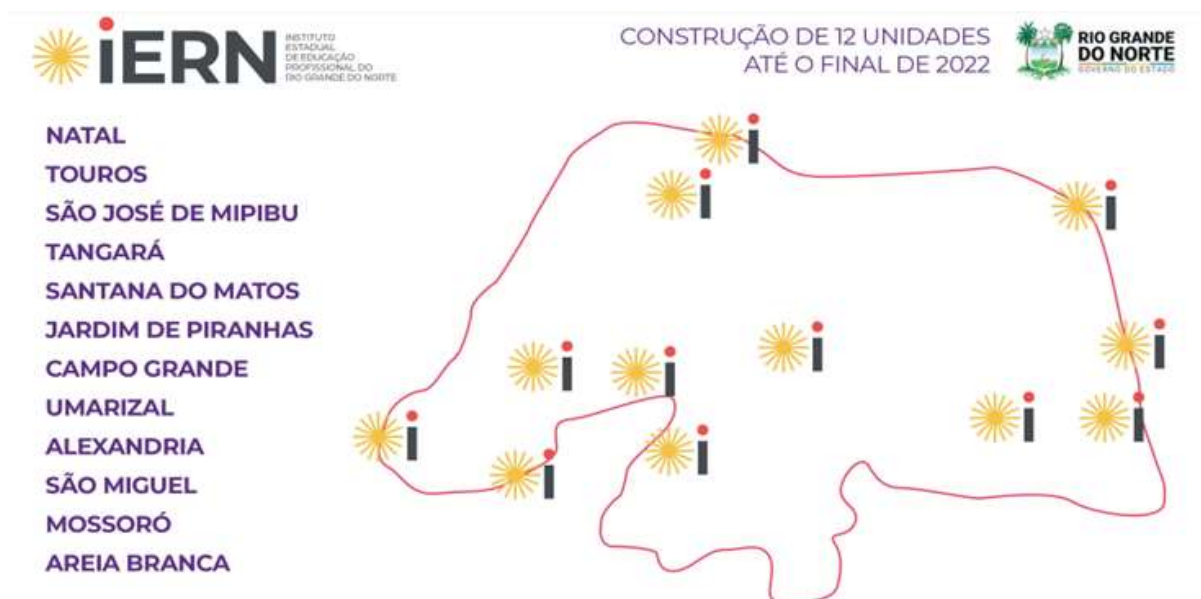 iERN
INSTITUTO
ESTADUAL
DE EDUCAÇÃO
PROFISSIONAL DO
RIO GRANDE DO NORTE
CONSTRUÇÃO DE 12 UNIDADES
ATÉ O FINAL DE 2022
RIO GRANDE
DO NORTE
GOVERNO DO ESTADO
NATAL
TOUROS
SÃO JOSÉ DE MIPIBU
TANGARÁ
SANTANA DO MATOS
JARDIM DE PIRANHAS
CAMPO GRANDE
UMARIZAL
ALEXANDRIA
SÃO MIGUEL
MOSSORÓ
AREIA BRANCA
i
i
i
i
i
i
i
i
i
i
i
i